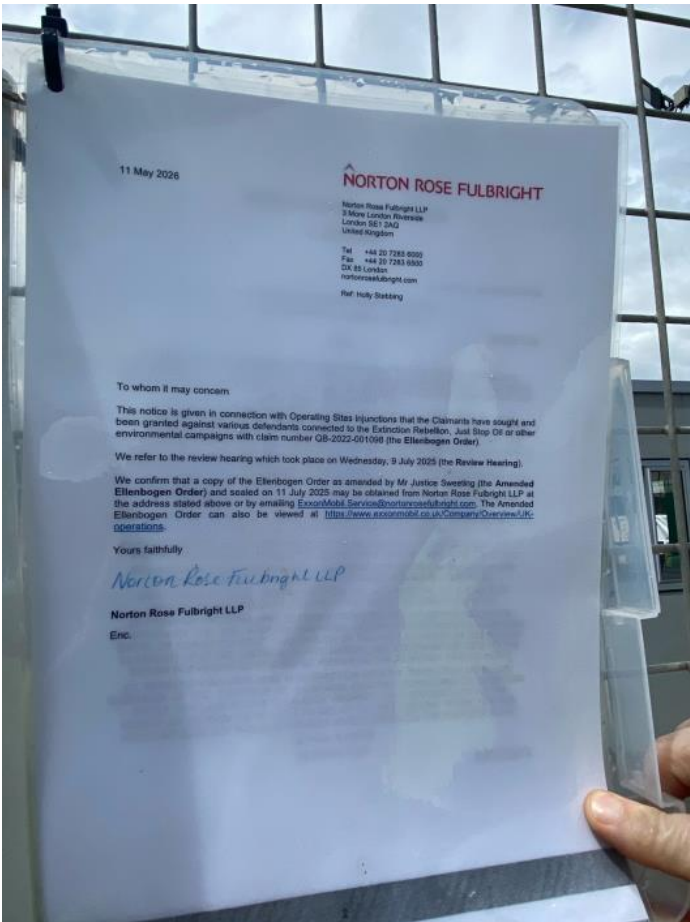 11 May 2026
NORTON ROSE FULBRIGHT
Norton Rose Fulbright LLP
3 More London Riverside
London SE1 2AQ
United Kingdom
Tel +44 20 7283 6000
Fax +44 20 7283 6500
DX 85 London
nortonrosefulbright.com
Ref: Holly Stebbing
To whom it may concern
This notice is given in connection with Operating Sites Injunctions that the Claimants have sought and
been granted against various defendants connected to the Extinction Rebellion, Just Stop Oil or other
environmental campaigns with claim number QB-2022-001098 (the Ellenbogen Order).
We refer to the review hearing which took place on Wednesday, 9 July 2025 (the Review Hearing).
We confirm that a copy of the Ellenbogen Order as amended by Mr Justice Sweeting (the Amended
Ellenbogen Order) and sealed on 11 July 2025 may be obtained from Norton Rose Fulbright LLP at
the address stated above or by emailing ExxonMobil.Service@nortonrosefulbright.com. The Amended
Ellenbogen Order can also be viewed at https://www.exxonmobil.co.uk/Company/Overview/UK-
operations.
Yours faithfully
Norton Rose Fulbright LLP
Norton Rose Fulbright LLP
Enc.
1